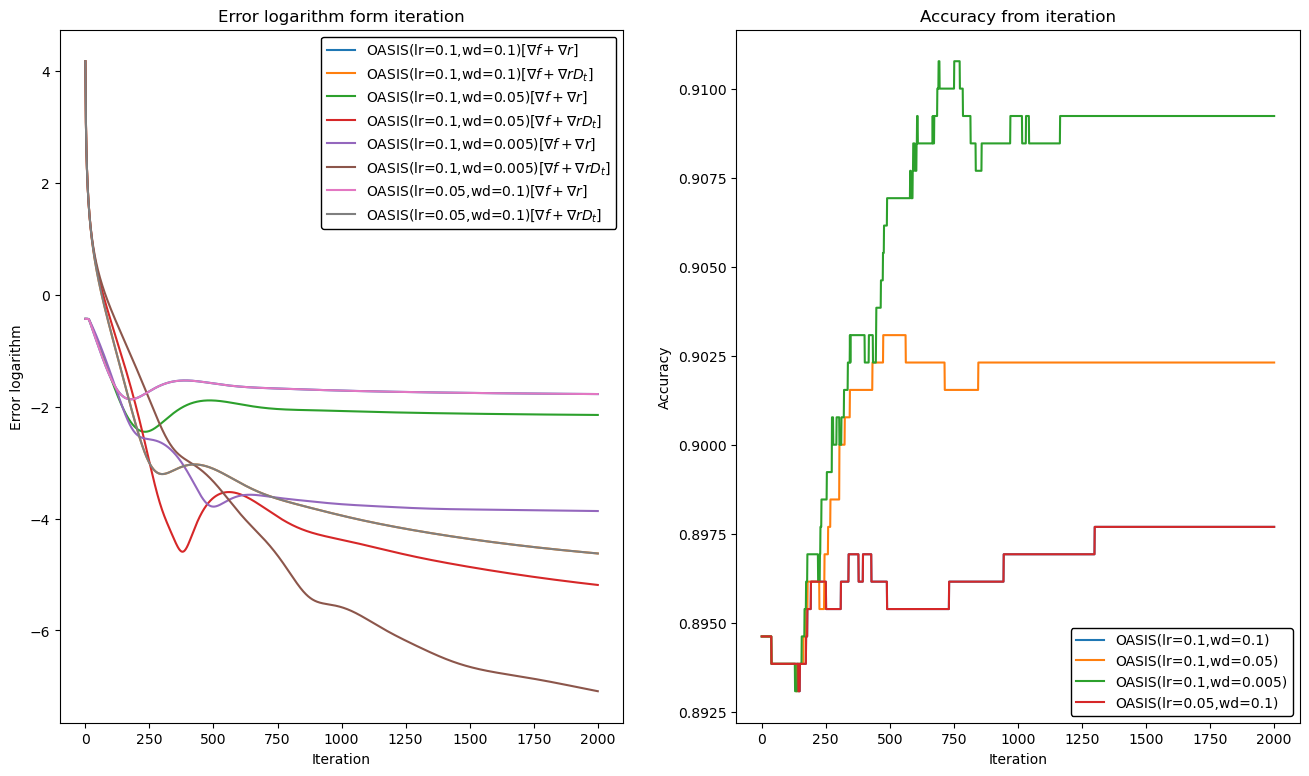 Error logarithm form iteration
4
2
0
−2
−4
−6
Error logarithm
0
250
500
750
1000
1250
1500
1750
2000
Iteration
OASIS(lr=0.1,wd=0.1)[∇f + ∇r]
OASIS(lr=0.1,wd=0.1)[∇f + ∇rD_t]
OASIS(lr=0.1,wd=0.05)[∇f + ∇r]
OASIS(lr=0.1,wd=0.05)[∇f + ∇rD_t]
OASIS(lr=0.1,wd=0.005)[∇f + ∇r]
OASIS(lr=0.1,wd=0.005)[∇f + ∇rD_t]
OASIS(lr=0.05,wd=0.1)[∇f + ∇r]
OASIS(lr=0.05,wd=0.1)[∇f + ∇rD_t]
Accuracy from iteration
0.9100
0.9075
0.9050
0.9025
0.9000
0.8975
0.8950
0.8925
Accuracy
0
250
500
750
1000
1250
1500
1750
2000
Iteration
OASIS(lr=0.1,wd=0.1)
OASIS(lr=0.1,wd=0.05)
OASIS(lr=0.1,wd=0.005)
OASIS(lr=0.05,wd=0.1)